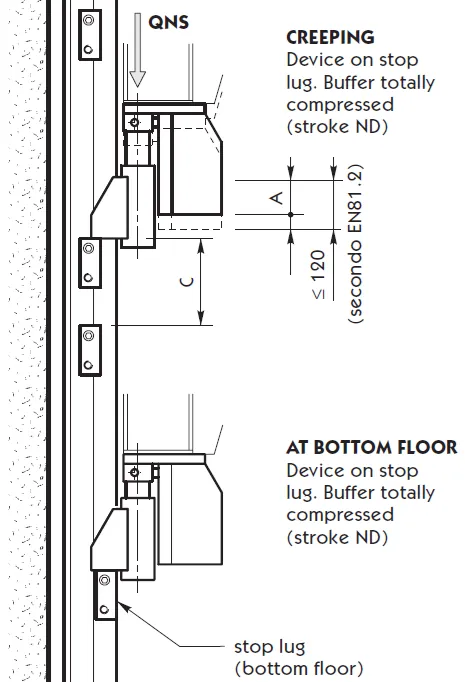 QNS
CREEPING
Device on stop
lug. Buffer totally
compressed
(stroke ND)
A
≤ 120
(secondo EN81.2)
C
AT BOTTOM FLOOR
Device on stop
lug. Buffer totally
compressed
(stroke ND)
stop lug
(bottom floor)